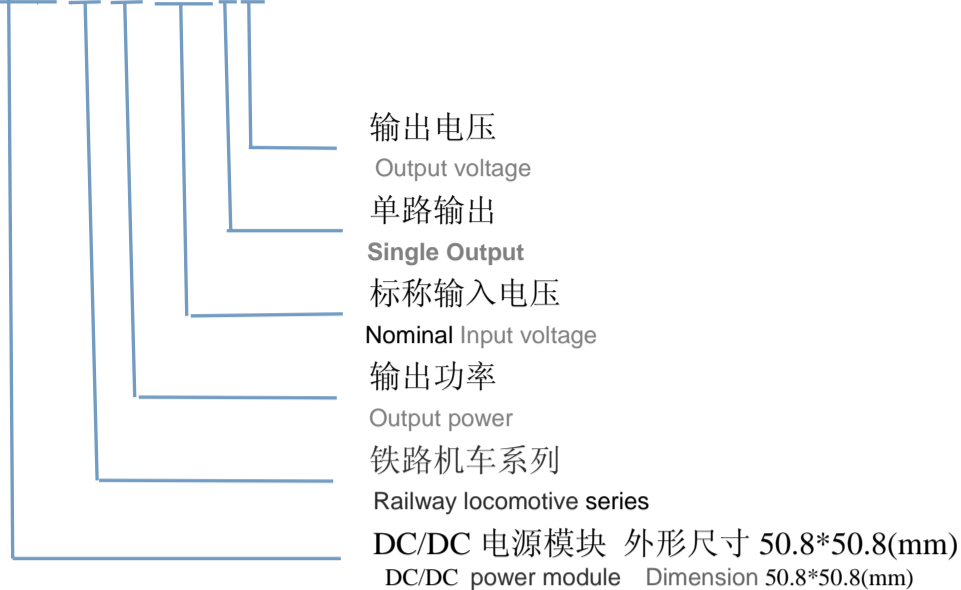 输出电压
Output voltage
单路输出
Single Output
标称输入电压
Nominal Input voltage
输出功率
Output power
铁路机车系列
Railway locomotive series
DC/DC 电源模块 外形尺寸 50.8*50.8(mm)
DC/DC power module Dimension 50.8*50.8(mm)